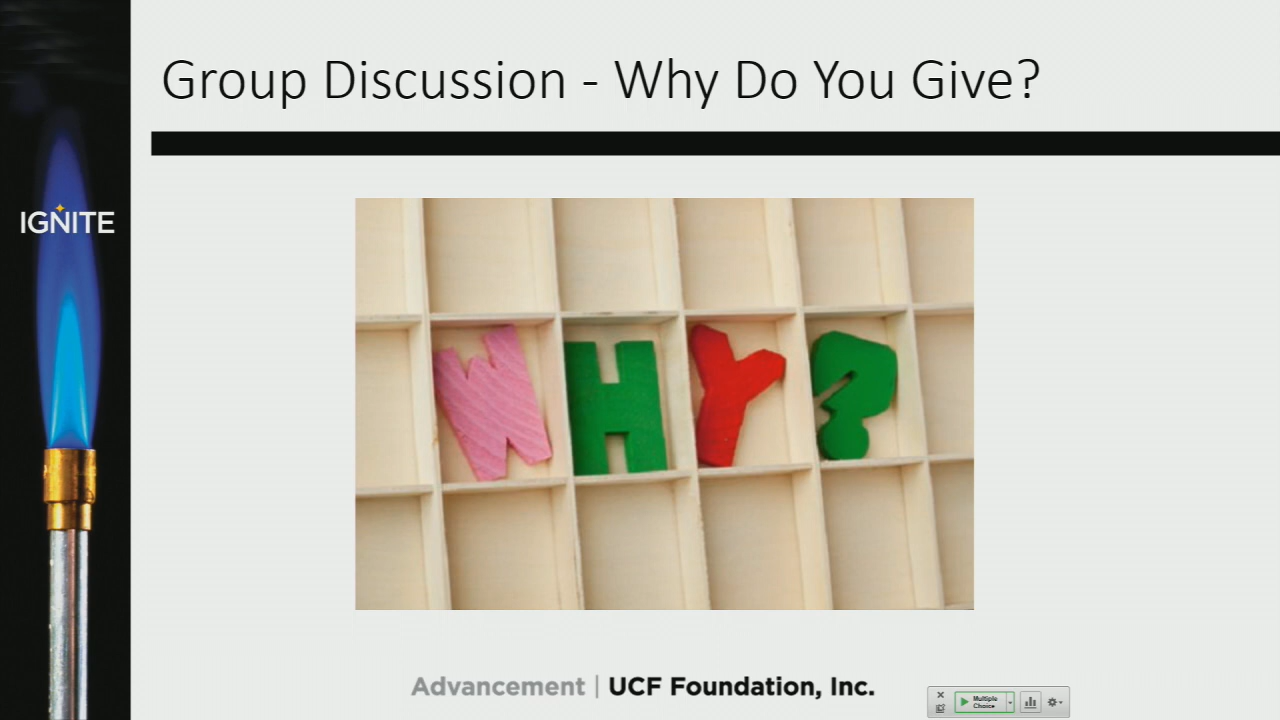 Group Discussion - Why Do You Give?
IGNITE
WHY?
Advancement | UCF Foundation, Inc.
Multiple
Choice